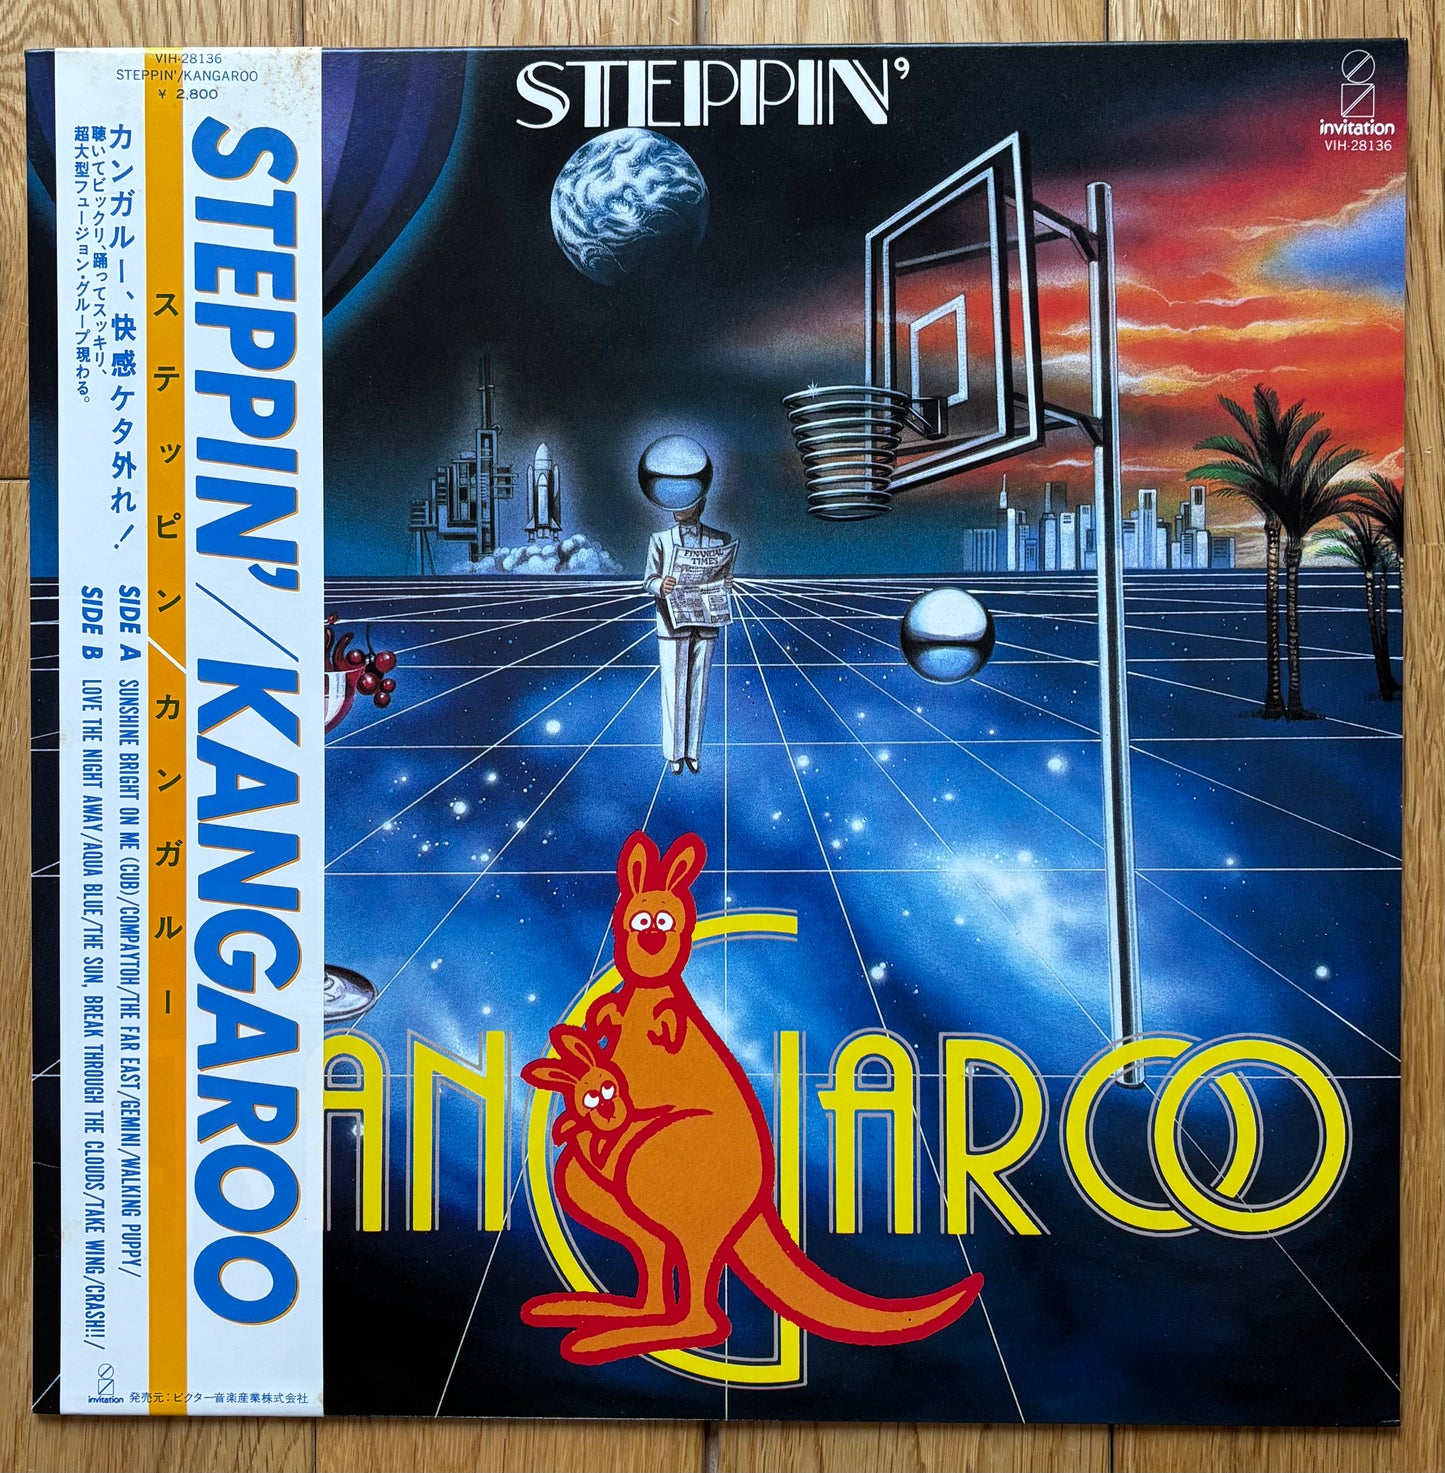 VIH-28136
STEPPIN'/KANGAROO
¥ 2,800
カンガルー、快感ケタ外れ！
聴いてビックリ、踊ってスッキリ、
超大型フュージョン・グループ現わる。
ステッピン／カンガルー
STEPPIN'/KANGAROO
SIDE A SUNSHINE BRIGHT ON ME (CUB)/COMPAYTOH/THE FAR EAST/GEMINI/WALKING PUPPY/
SIDE B LOVE THE NIGHT AWAY/AQUA BLUE/THE SUN, BREAK THROUGH THE CLOUDS/TAKE WING/CRASH!!/
invitation 発売元：ビクター音楽産業株式会社
STEPPIN'
invitation
VIH-28136
FINANCIAL
TIMES
ANGAROO